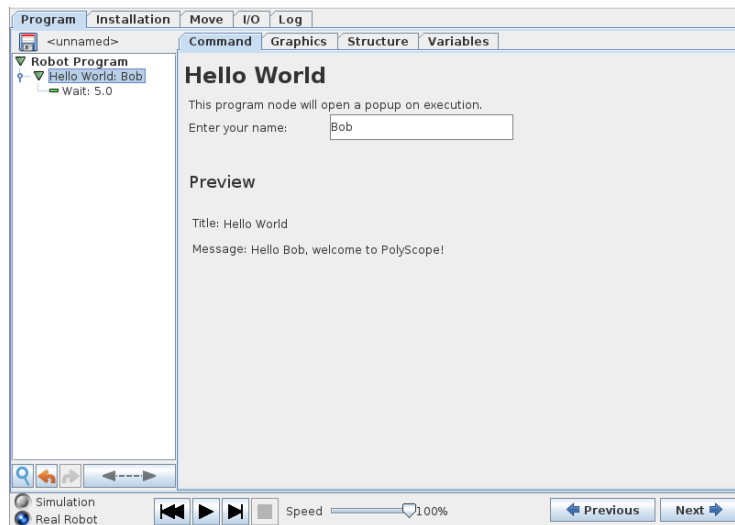 Program Installation Move I/O Log
<unnamed> Command Graphics Structure Variables
Robot Program
Hello World: Bob
Wait: 5.0
Hello World
This program node will open a popup on execution.
Enter your name: Bob
Preview
Title: Hello World
Message: Hello Bob, welcome to PolyScope!
Simulation
Real Robot
Speed 100%
Previous Next